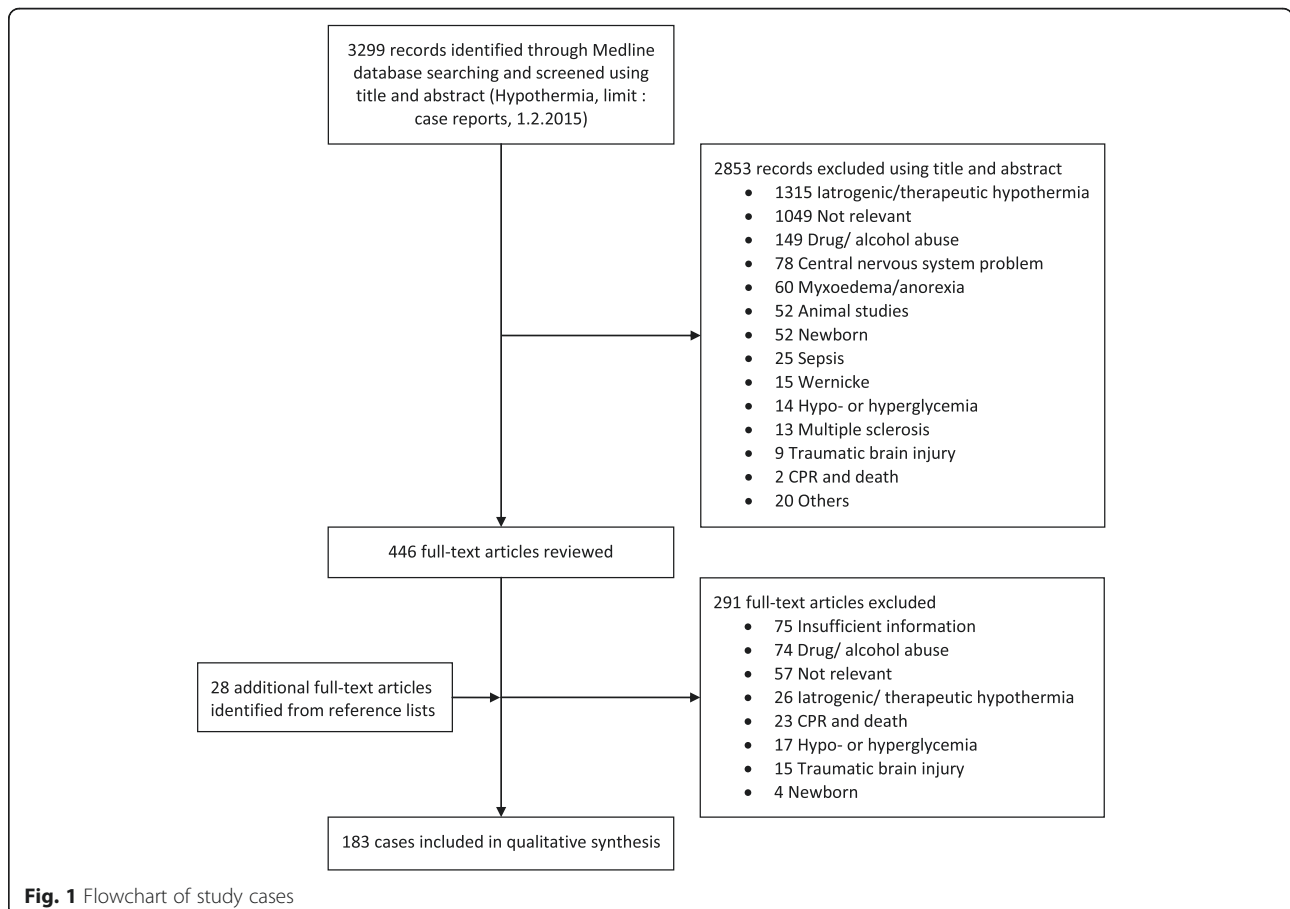 3299 records identified through Medline
database searching and screened using
title and abstract (Hypothermia, limit :
case reports, 1.2.2015)
2853 records excluded using title and abstract
• 1315 Iatrogenic/therapeutic hypothermia
• 1049 Not relevant
• 149 Drug/ alcohol abuse
• 78 Central nervous system problem
• 60 Myxoedema/anorexia
• 52 Animal studies
• 52 Newborn
• 25 Sepsis
• 15 Wernicke
• 14 Hypo- or hyperglycemia
• 13 Multiple sclerosis
• 9 Traumatic brain injury
• 2 CPR and death
• 20 Others
446 full-text articles reviewed
291 full-text articles excluded
• 75 Insufficient information
• 74 Drug/ alcohol abuse
• 57 Not relevant
• 26 Iatrogenic/ therapeutic hypothermia
• 23 CPR and death
• 17 Hypo- or hyperglycemia
• 15 Traumatic brain injury
• 4 Newborn
28 additional full-text articles
identified from reference lists
183 cases included in qualitative synthesis
Fig. 1 Flowchart of study cases